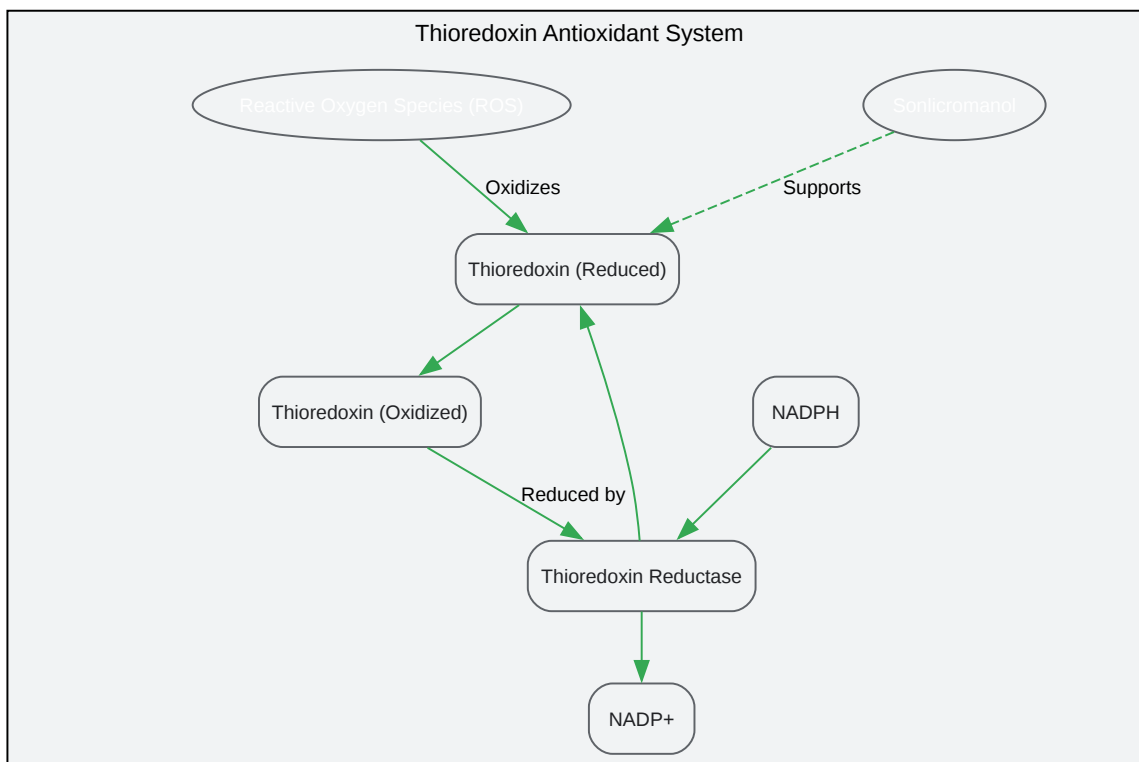 Thioredoxin Antioxidant System
Reactive Oxygen Species (ROS)
Sonlicromanol
Oxidizes
Supports
Thioredoxin (Reduced)
Thioredoxin (Oxidized)
NADPH
Reduced by
Thioredoxin Reductase
NADP+